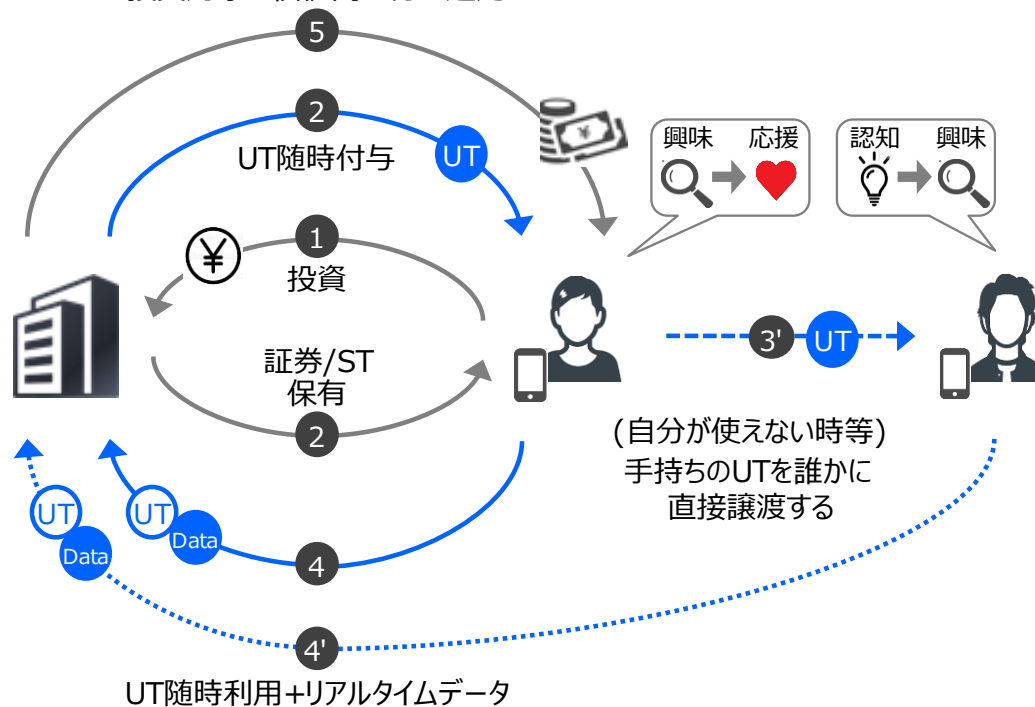 5
2
UT随時付与
UT
興味 応援
認知 興味
1
¥
投資
証券/ST
保有
2
3'
UT
(自分が使えない時等)
手持ちのUTを誰かに
直接譲渡する
UT
Data
UT
Data
4
4'
UT随時利用+リアルタイムデータ